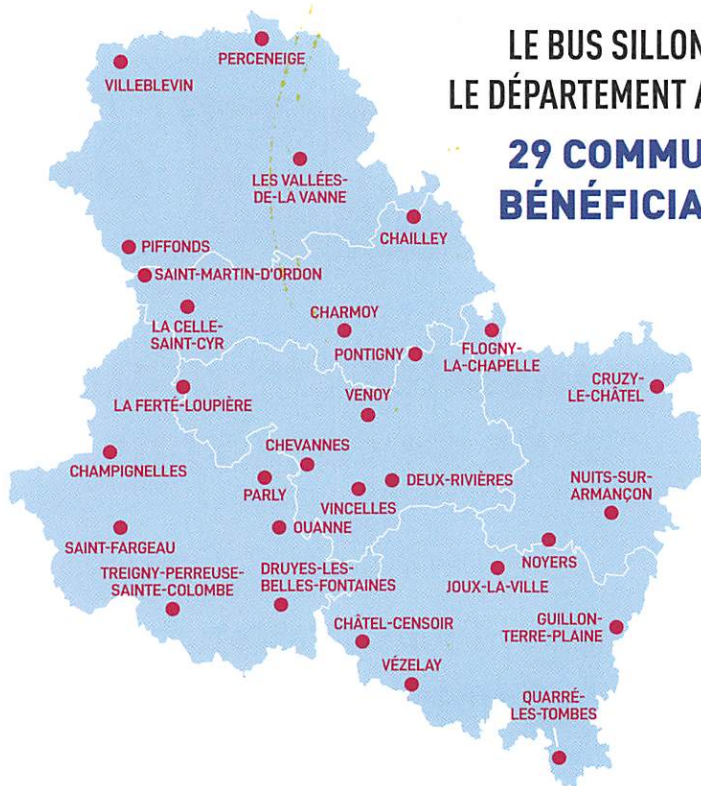 LE BUS SILLON
LE DÉPARTEMENT A
29 COMMU
BÉNÉFICIA
PERCENEIGE
VILLEBLEVIN
LES VALLÉES-
DE-LA VANNE
CHAILLEY
PIFFONDS
SAINT-MARTIN-D'ORDON
LA CELLE-
SAINT-CYR
CHARMOY
PONTIGNY
FLOGNY-
LA-CHAPELLE
CRUZY-
LE-CHÂTEL
LA FERTÉ-LOUPIÈRE
VENOY
CHAMPIGNELLES
CHEVANNES
PARLY
DEUX-RIVIÈRES
VINCELLES
NUITS-SUR-
ARMANÇON
SAINT-FARGEAU
OUANNE
NOYERS
TREIGNY-PERREUSE-
SAINTE-COLOMBE
DRUYES-LES-
BELLES-FONTAINES
JOUX-LA-VILLE
CHÂTEL-CENSOIR
GUILLON-
TERRE-PLAINE
VÉZELAY
QUARRÉ-
LES-TOMBES